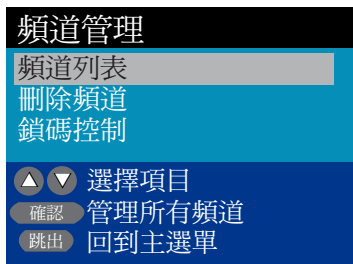 頻道管理
頻道列表
刪除頻道
鎖碼控制
選擇項目
確認 管理所有頻道
跳出 回到主選單